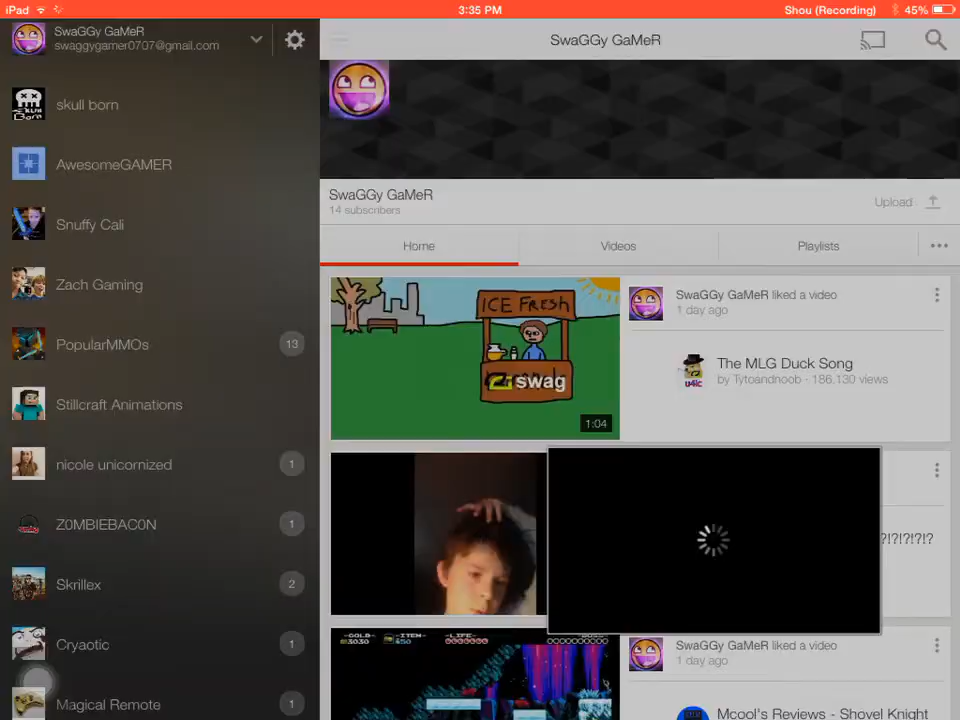 iPad
3:35 PM
Shou (Recording)
45%
SwaGGy GaMeR
swaggygamer0707@gmail.com
skull born
AwesomeGAMER
Snuffy Cali
Zach Gaming
PopularMMOs
13
Stillcraft Animations
nicole unicornized
1
Z0MBIEBAC0N
1
Skrillex
2
Cryaotic
1
Magical Remote
1
SwaGGy GaMeR
SwaGGy GaMeR
14 subscribers
Upload
Home
Videos
Playlists
ICE FRESH
swag
1:04
SwaGGy GaMeR liked a video
1 day ago
u4ic
The MLG Duck Song
by Tytoandnoob · 186,130 views
?!?!?!?!?
-GOLD-
-ITEM-
-LIFE-
SwaGGy GaMeR liked a video
1 day ago
Mcool's Reviews - Shovel Knight